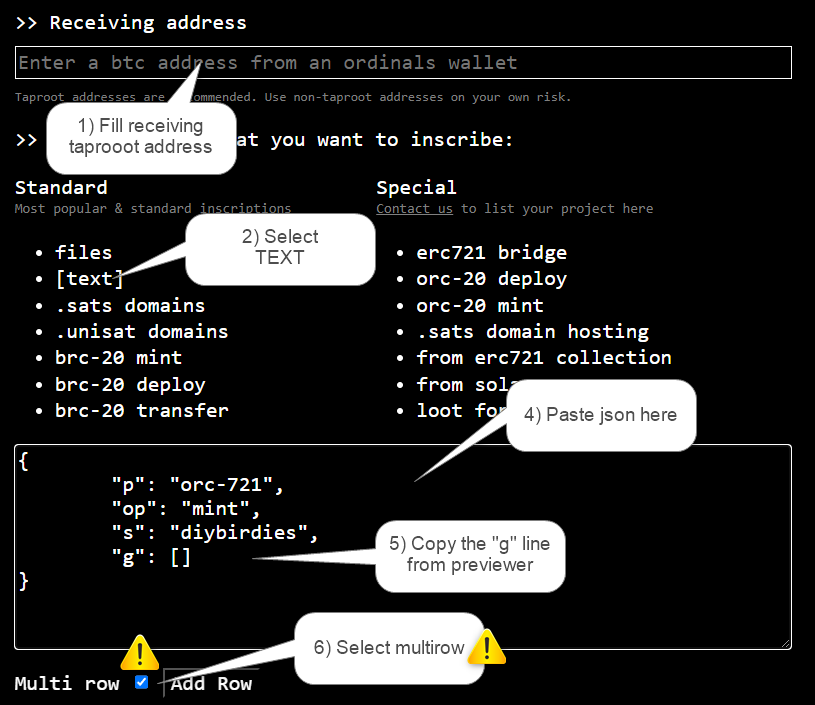 >> Receiving address
Enter a btc address from an ordinals wallet
Taproot addresses are ommended. Use non-taproot addresses on your own risk.
1) Fill receiving
taprooot address
>> at you want to inscribe:
Standard
Most popular & standard inscriptions
Special
Contact us to list your project here
2) Select
TEXT
• files
• [text]
• .sats domains
• .unisat domains
• brc-20 mint
• brc-20 deploy
• brc-20 transfer
• erc721 bridge
• orc-20 deploy
• orc-20 mint
• .sats domain hosting
• from erc721 collection
• from sola
• loot for
4) Paste json here
{
"p": "orc-721",
"op": "mint",
"s": "diybirdies",
"g": []
}
5) Copy the "g" line
from previewer
6) Select multirow
Multi row Add Row